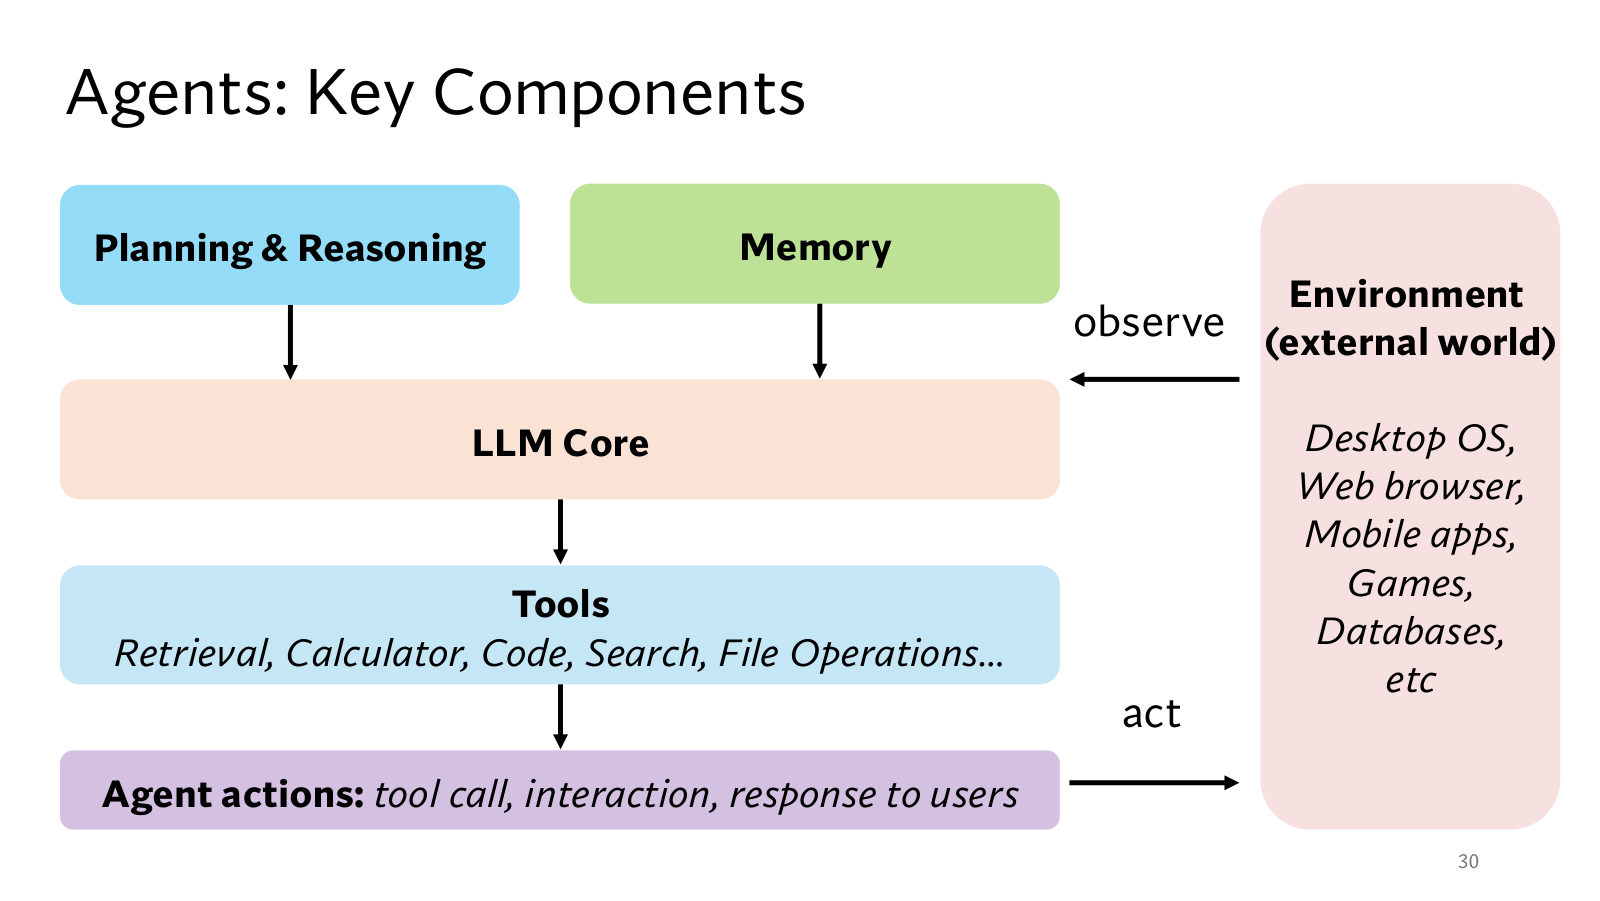 Agents: Key Components
Planning & Reasoning
Memory
observe
LLM Core
Tools
Retrieval, Calculator, Code, Search, File Operations...
act
Agent actions: tool call, interaction, response to users
Environment
(external world)
Desktop OS,
Web browser,
Mobile apps,
Games,
Databases,
etc
30